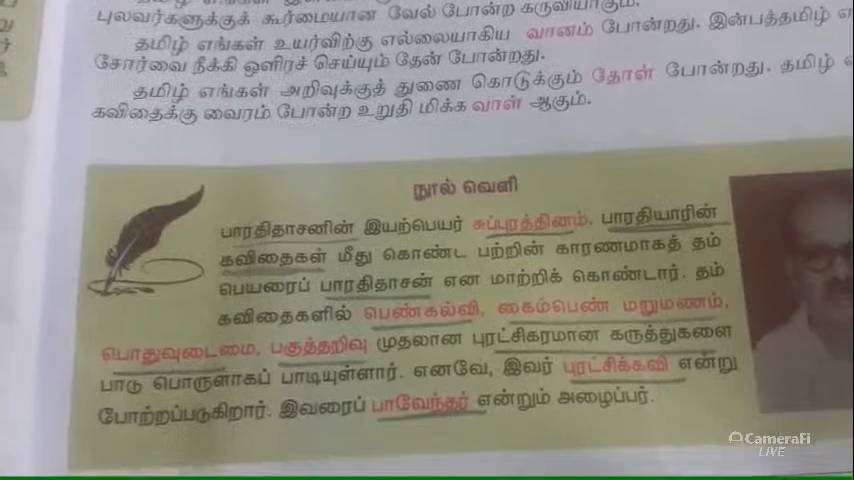 புலவர்களுக்குக் கூர்மையான வேல் போன்ற கருவியாகும்.
தமிழ் எங்கள் உயர்விற்கு எல்லையாகிய வானம் போன்றது. இன்பத்தமிழ்
சோர்வை நீக்கி ஒளிரச் செய்யும் தேன் போன்றது.
தமிழ் எங்கள் அறிவுக்குத் துணை கொடுக்கும் தோள் போன்றது. தமிழ்
கவிதைக்கு வைரம் போன்ற உறுதி மிக்க வாள் ஆகும்.
நூல் வெளி
பாரதிதாசனின் இயற்பெயர் சுப்புரத்தினம். பாரதியாரின்
கவிதைகள் மீது கொண்ட பற்றின் காரணமாகத் தம்
பெயரைப் பாரதிதாசன் என மாற்றிக் கொண்டார். தம்
கவிதைகளில் பெண்கல்வி, கைம்பெண் மறுமணம்,
பொதுவுடைமை, பகுத்தறிவு முதலான புரட்சிகரமான கருத்துகளை
பாடு பொருளாகப் பாடியுள்ளார். எனவே, இவர் புரட்சிக்கவி என்று
போற்றப்படுகிறார். இவரைப் பாவேந்தர் என்றும் அழைப்பர்.
CameraFi
LIVE